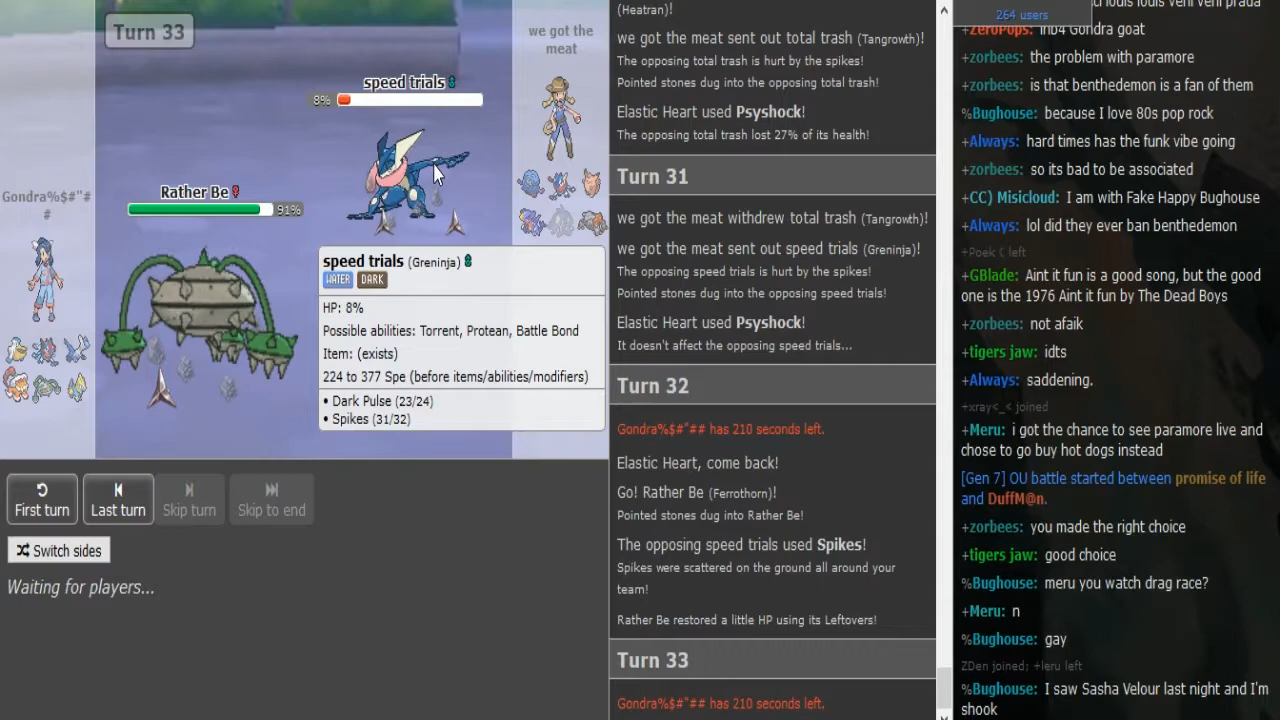 Turn 33
we got the
meat
speed trials
8%
Gondra%$#"#
#
Rather Be
91%
speed trials (Greninja)
WATER DARK
HP: 8%
Possible abilities: Torrent, Protean, Battle Bond
Item: (exists)
224 to 377 Spe (before items/abilities/modifiers)
• Dark Pulse (23/24)
• Spikes (31/32)
First turn
Last turn
Skip turn
Skip to end
Switch sides
Waiting for players...
(Heatran)!
we got the meat sent out total trash (Tangrowth)!
The opposing total trash is hurt by the spikes!
Pointed stones dug into the opposing total trash!
Elastic Heart used Psyshock!
The opposing total trash lost 27% of its health!
Turn 31
we got the meat withdrew total trash (Tangrowth)!
we got the meat sent out speed trials (Greninja)!
The opposing speed trials is hurt by the spikes!
Pointed stones dug into the opposing speed trials!
Elastic Heart used Psyshock!
It doesn't affect the opposing speed trials...
Turn 32
Gondra%$#"## has 210 seconds left.
Elastic Heart, come back!
Go! Rather Be (Ferrothorn)!
Pointed stones dug into Rather Be!
The opposing speed trials used Spikes!
Spikes were scattered on the ground all around your
team!
Rather Be restored a little HP using its Leftovers!
Turn 33
Gondra%$#"## has 210 seconds left.
264 users
louis louis veni veni prada
+ZeroPops: inb4 Gondra goat
+zorbees: the problem with paramore
+zorbees: is that benthedemon is a fan of them
%Bughouse: because I love 80s pop rock
+Always: hard times has the funk vibe going
+zorbees: so its bad to be associated
+CC) Misicloud: I am with Fake Happy Bughouse
+Always: lol did they ever ban benthedemon
+Poek ( left
+GBlade: Aint it fun is a good song, but the good
one is the 1976 Aint it fun by The Dead Boys
+zorbees: not afaik
+tigers jaw: idts
+Always: saddening.
+xray<_< joined
+Meru: i got the chance to see paramore live and
chose to go buy hot dogs instead
[Gen 7] OU battle started between promise of life
and DuffM@n.
+zorbees: you made the right choice
+tigers jaw: good choice
%Bughouse: meru you watch drag race?
+Meru: n
%Bughouse: gay
ZDen joined; +leru left
%Bughouse: I saw Sasha Velour last night and I'm
shook